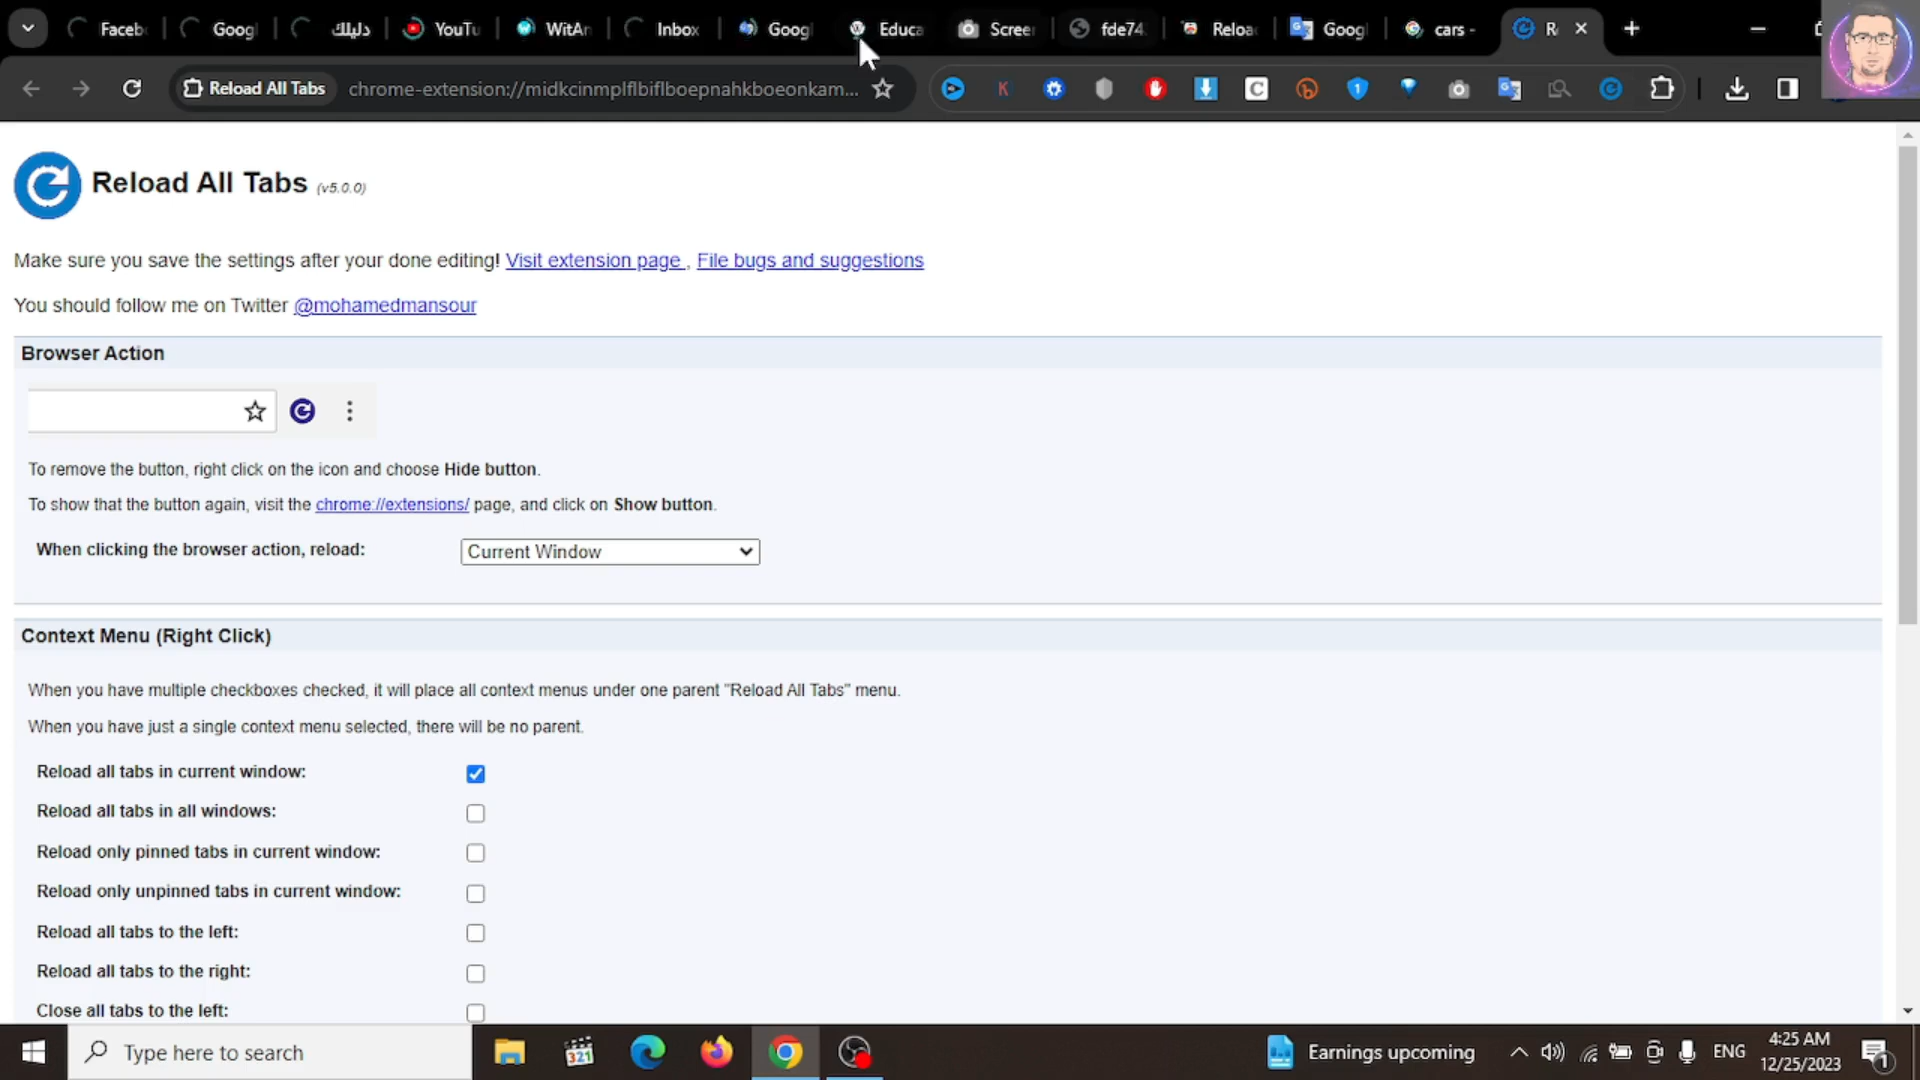 Faceb
Googl
دليلك
YouTu
WitAn
Inbox
Googl
Educa
Screer
fde74
Reloa
Googl
cars -
R
Reload All Tabs
chrome-extension://midkcinmplflbiflboepnahkboeonkam...
Reload All Tabs (v5.0.0)
Make sure you save the settings after your done editing! Visit extension page , File bugs and suggestions
You should follow me on Twitter @mohamedmansour
Browser Action
To remove the button, right click on the icon and choose Hide button.
To show that the button again, visit the chrome://extensions/ page, and click on Show button.
When clicking the browser action, reload: Current Window
Context Menu (Right Click)
When you have multiple checkboxes checked, it will place all context menus under one parent "Reload All Tabs" menu.
When you have just a single context menu selected, there will be no parent.
Reload all tabs in current window:
Reload all tabs in all windows:
Reload only pinned tabs in current window:
Reload only unpinned tabs in current window:
Reload all tabs to the left:
Reload all tabs to the right:
Close all tabs to the left:
Type here to search
321
Earnings upcoming
ENG
4:25 AM
12/25/2023
1